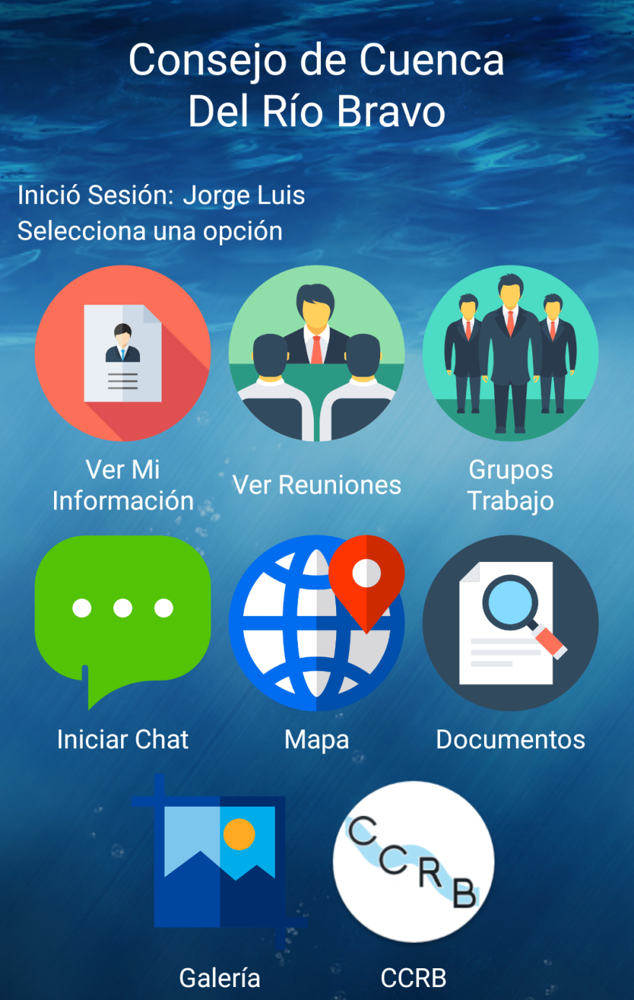 Consejo de Cuenca
Del Río Bravo
Inició Sesión: Jorge Luis
Selecciona una opción
Ver Mi
Información
Ver Reuniones
Grupos
Trabajo
Iniciar Chat
Mapa
Documentos
CCRB
Galería
CCRB